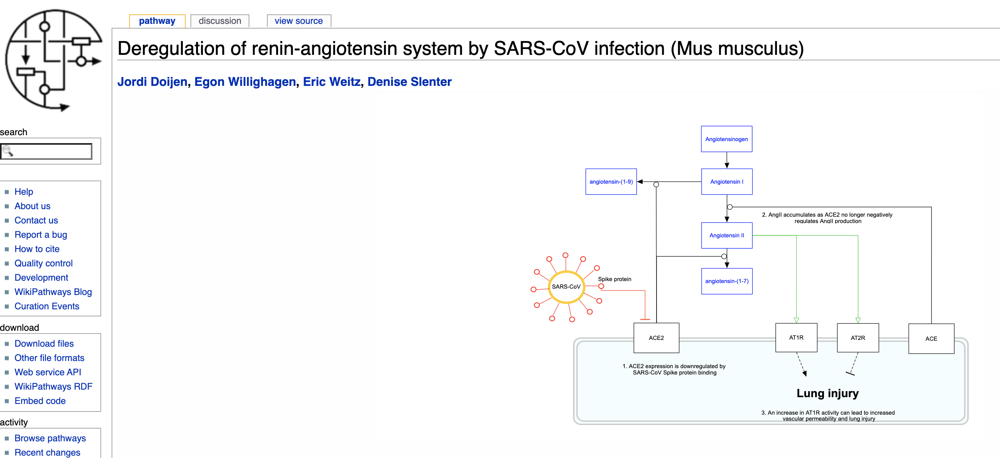 pathway
discussion
view source
Deregulation of renin-angiotensin system by SARS-CoV infection (Mus musculus)
Jordi Doijen, Egon Willighagen, Eric Weitz, Denise Slenter
search
Help
About us
Contact us
Report a bug
How to cite
Quality control
Development
WikiPathways Blog
Curation Events
download
Download files
Other file formats
Web service API
WikiPathways RDF
Embed code
activity
Browse pathways
Recent changes
Angiotensinogen
angiotensin-(1-9)
Angiotensin I
2. AngII accumulates as ACE2 no longer negatively
regulates AngII production
Angiotensin II
Spike protein
SARS-CoV
angiotensin-(1-7)
ACE2
AT1R
AT2R
ACE
1. ACE2 expression is downregulated by
SARS-CoV Spike protein binding
Lung injury
3. An increase in AT1R activity can lead to increased
vascular permeability and lung injury